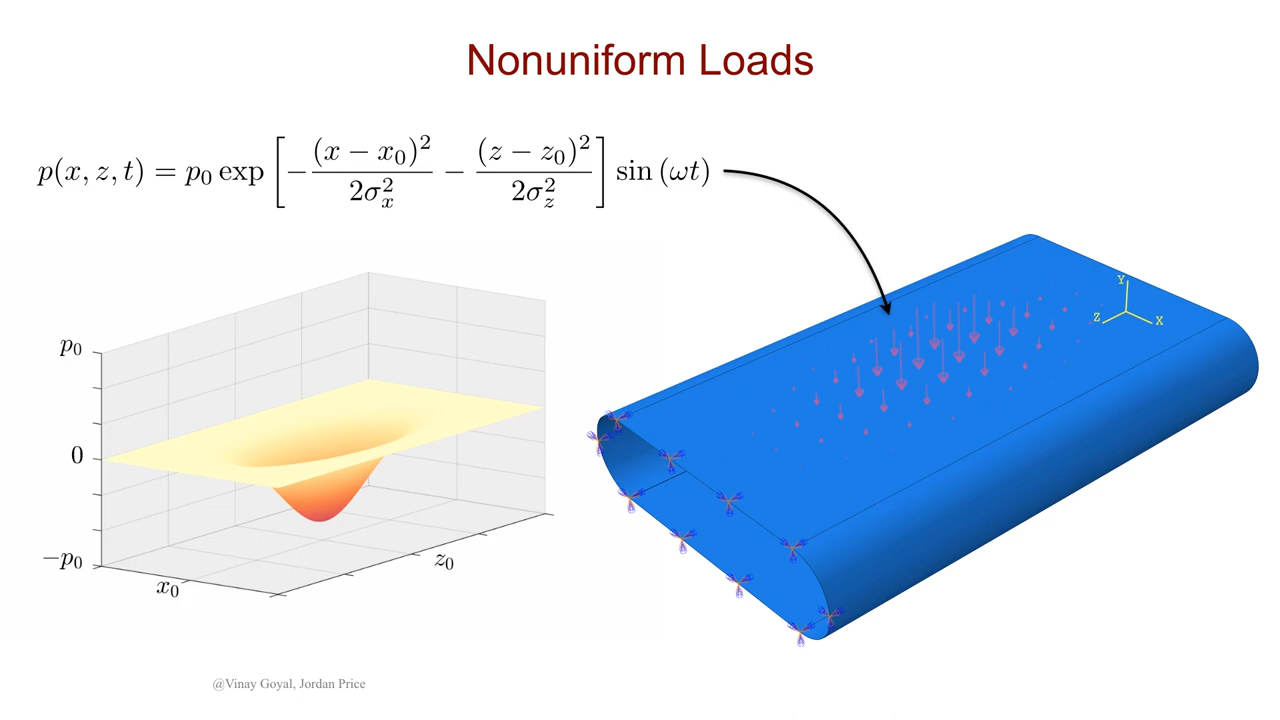 Nonuniform Loads
p(x, z, t) = p₀ exp [ −(x − x₀)²/2σₓ² − (z − z₀)²/2σ_z² ] sin (ωt)
p₀
0
−p₀
x₀
z₀
Y
Z
X
@Vinay Goyal, Jordan Price